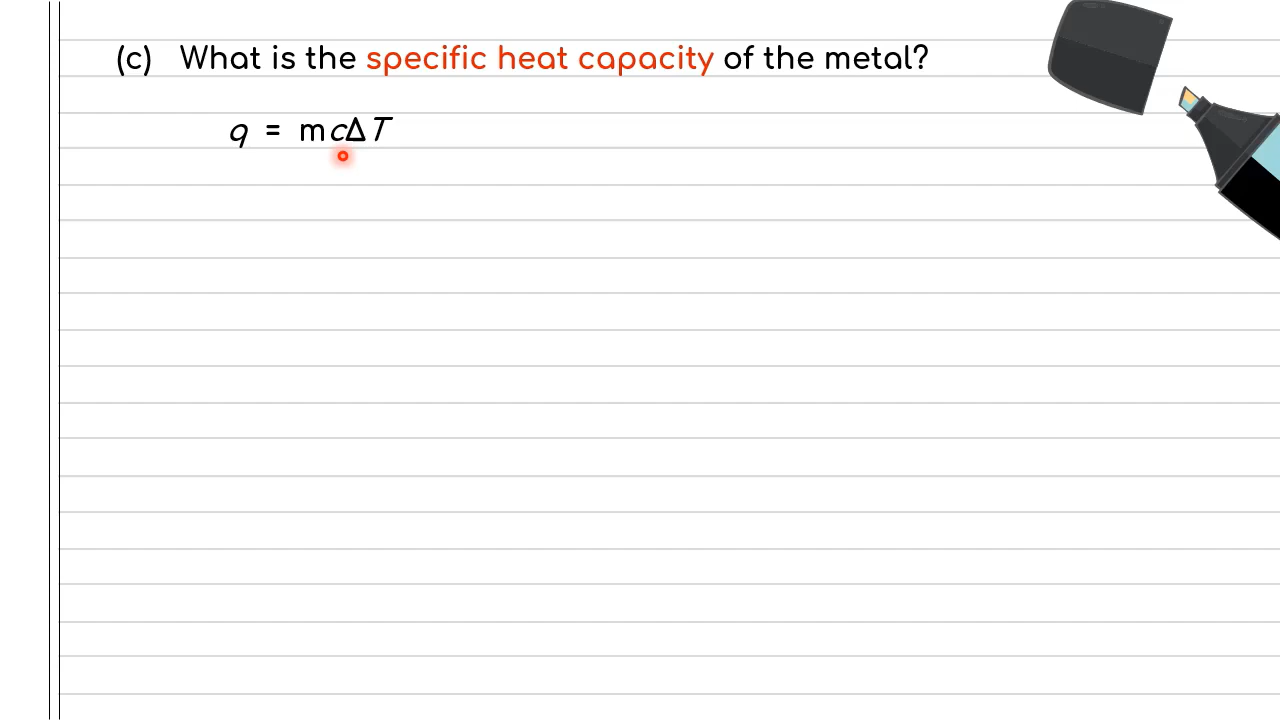 (c) What is the specific heat capacity of the metal?
q = mcΔT